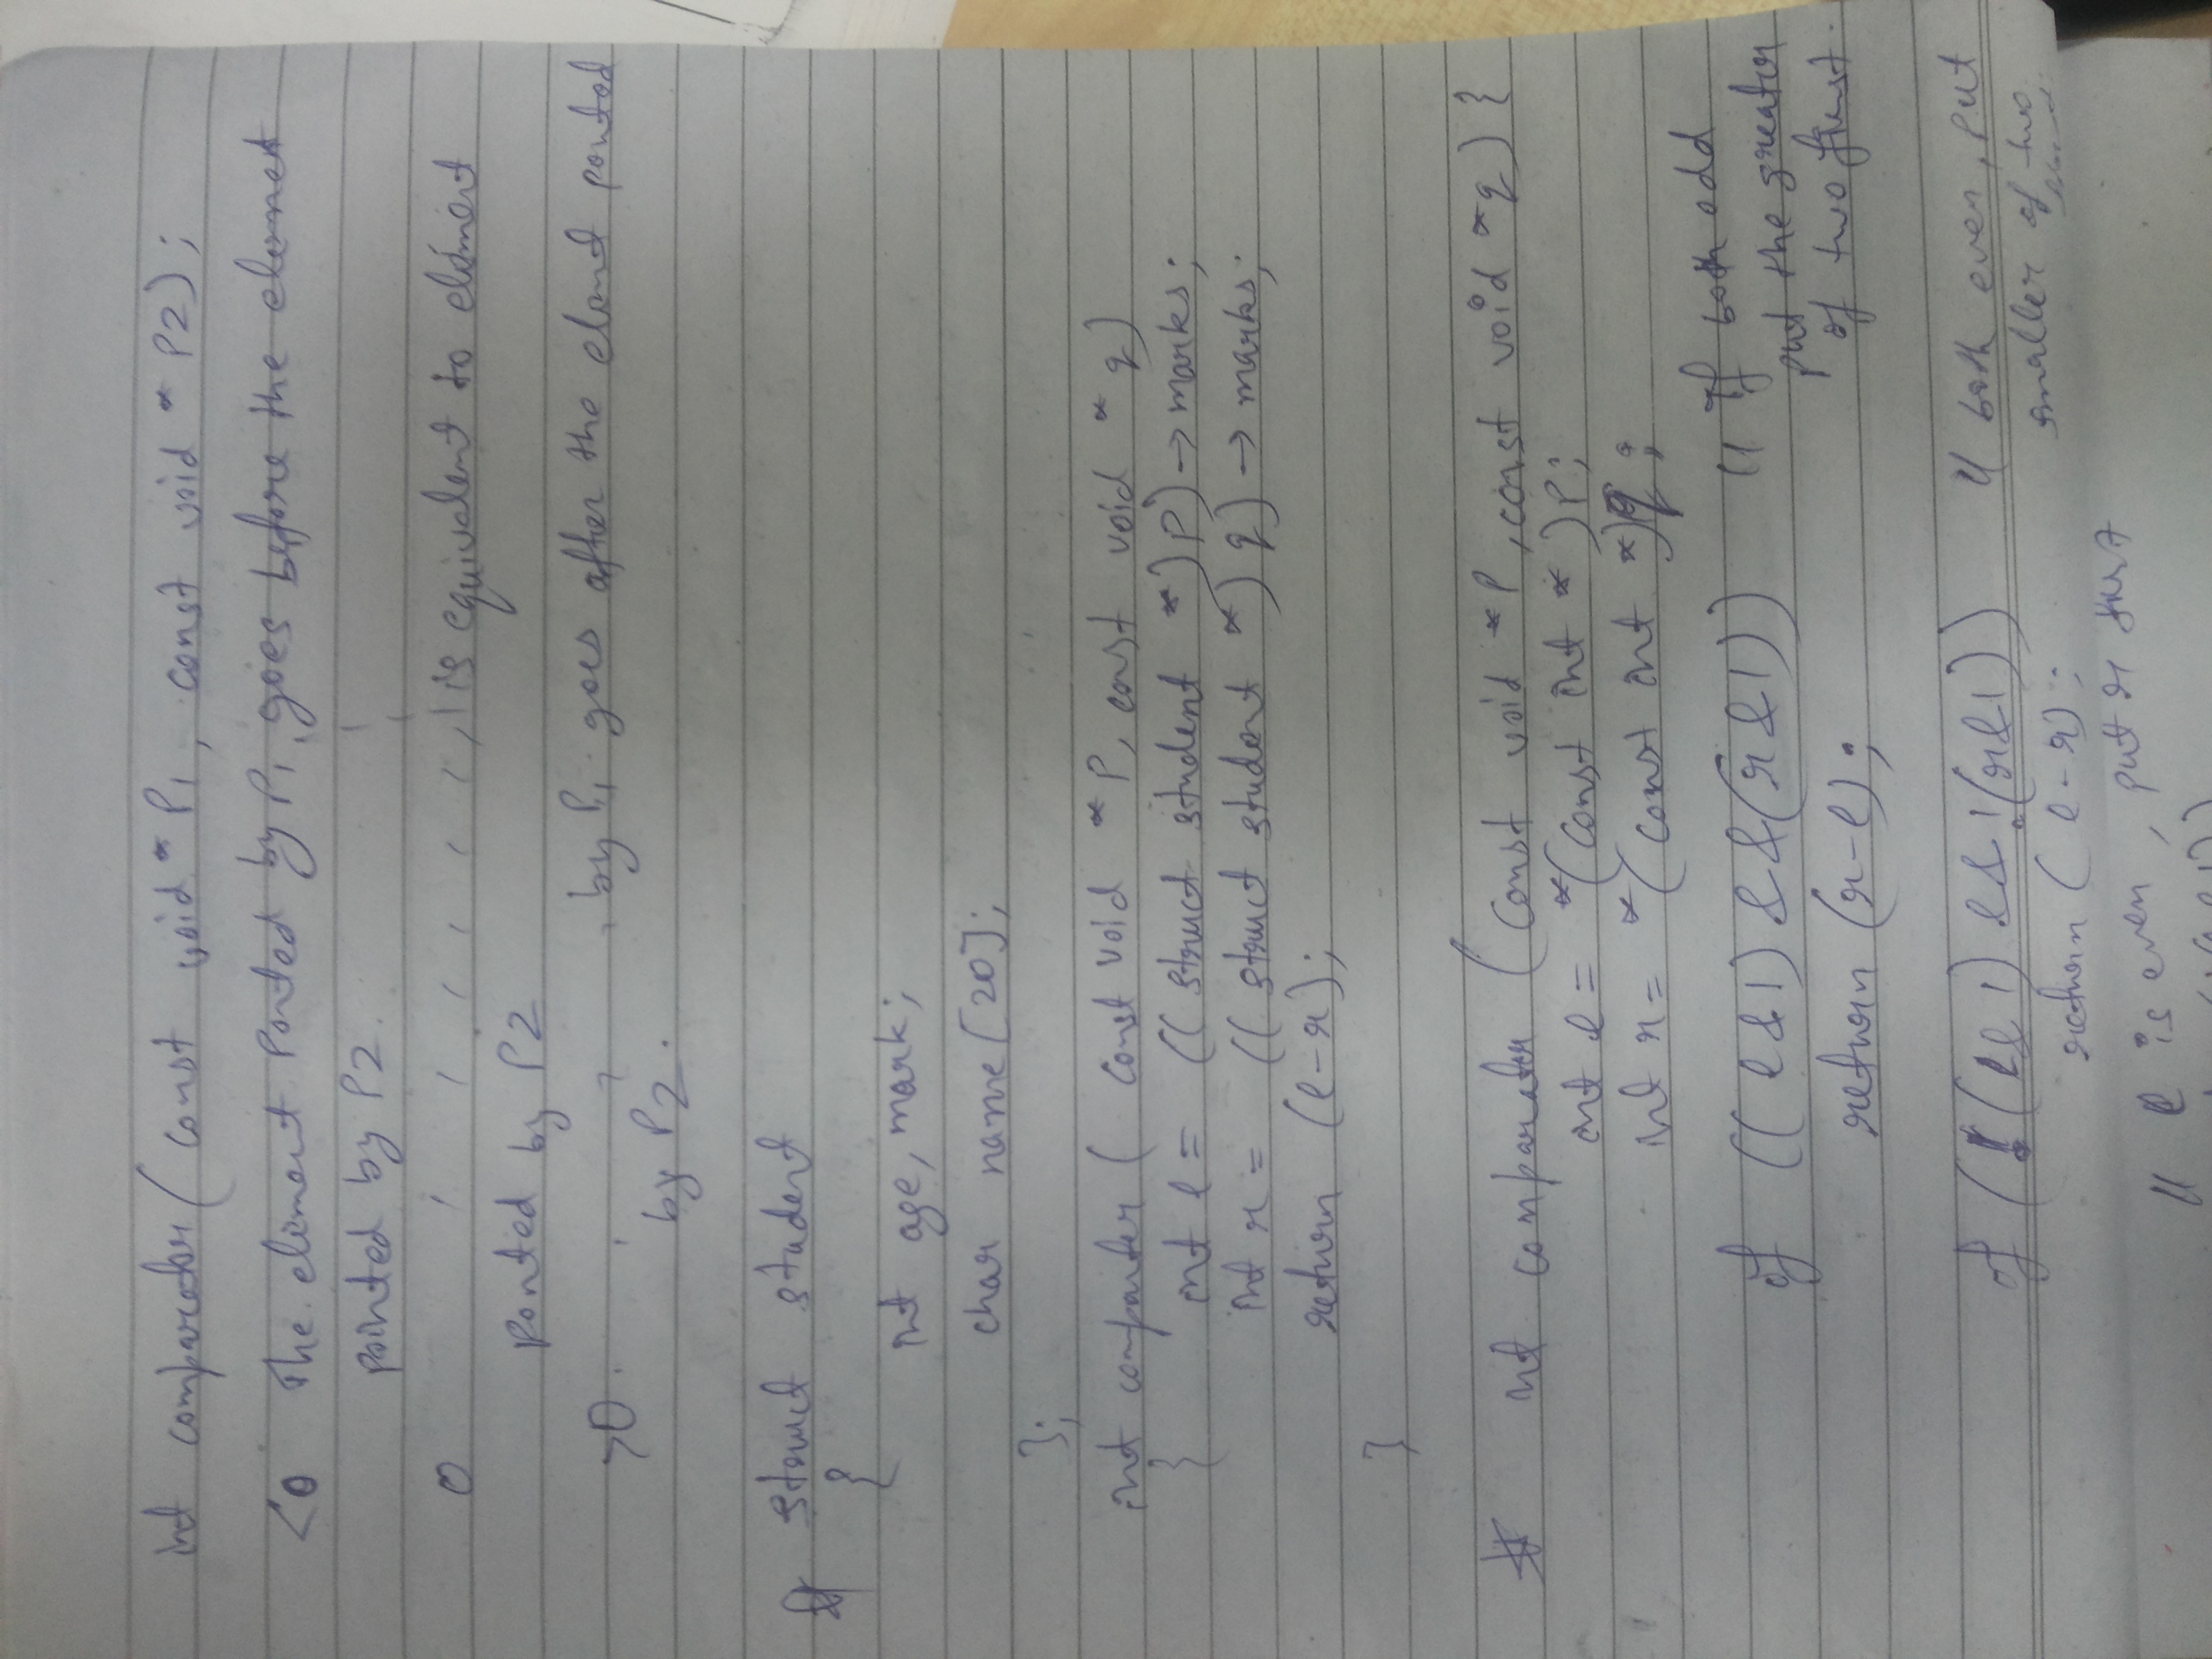 int comparator ( const void * P1, const void * P2);
<0 The element Ponted by P1 goes before the element
pointed by P2.
0 , , , , , , , is equivalent to element
ponted by P2
>0 , , , by P1 goes after the elemnt ponted
by P2.
# struct student
{
int age, mark;
char name [20];
};
int comparter ( const void *P, const void *q)
{ int l = (( struct student *) P) -> marks;
int r = (( struct student *) q) -> marks;
return (l-r);
}
# int comparator (const void *P, const void *q) {
int l = *(const int *)P;
int r = *(const int *)q;
if ((l&1) && (r&1)) // If both odd
put the greater
return (r-l); of two first.
if (!(l&1) && !(r&1)) // both even, put
smaller of two
return (l-r);
// l is even, put r first